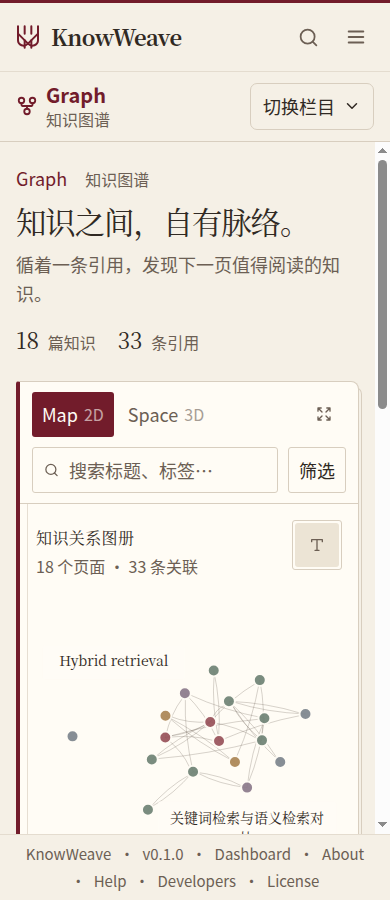 KnowWeave
Graph
知识图谱
切换栏目
Graph 知识图谱
知识之间，自有脉络。
循着一条引用，发现下一页值得阅读的知
识。
18 篇知识 33 条引用
Map 2D Space 3D
搜索标题、标签…
筛选
知识关系图册
18 个页面 · 33 条关联
T
Hybrid retrieval
关键词检索与语义检索对
KnowWeave · v0.1.0 · Dashboard · About
· Help · Developers · License